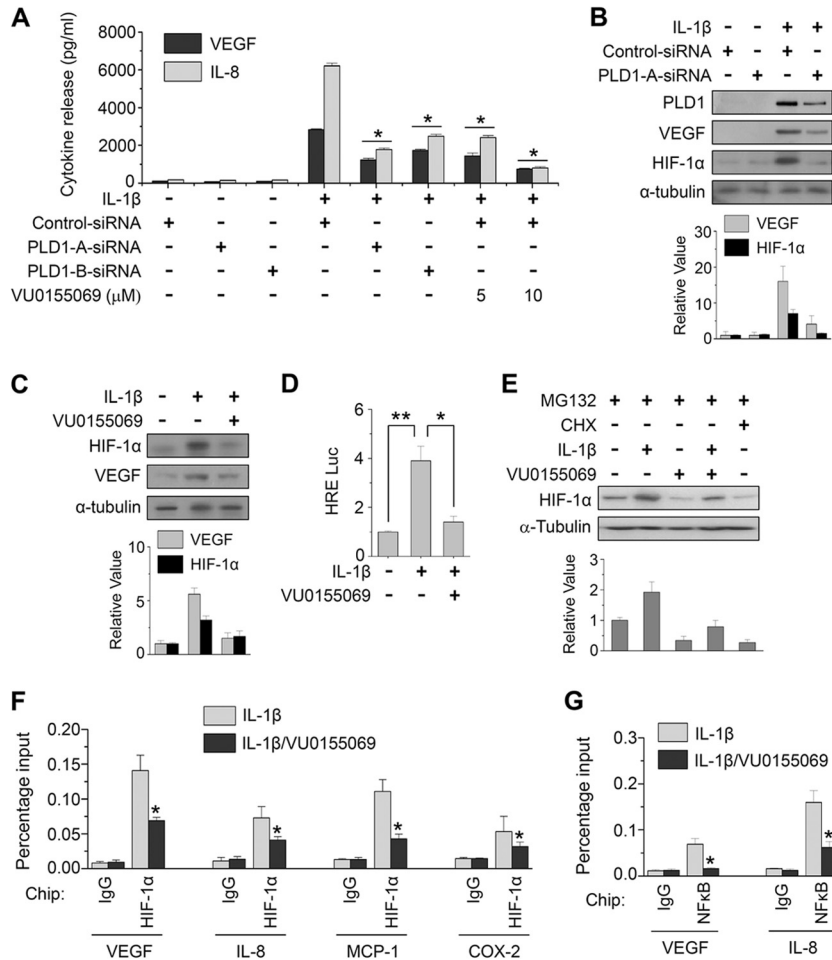 A
Cytokine release (pg/ml)
8000
6000
4000
2000
0
VEGF
IL-8
* * * *
IL-1β - - - + + + + +
Control-siRNA + - - + - - + +
PLD1-A-siRNA - + - - + - - -
PLD1-B-siRNA - - + - - + - -
VU0155069 (μM) - - - - - - 5 10
B
IL-1β - - + +
Control-siRNA + - + -
PLD1-A-siRNA - + - +
PLD1
VEGF
HIF-1α
α-tubulin
Relative Value
30
20
10
0
VEGF
HIF-1α
C
IL-1β - + +
VU0155069 - - +
HIF-1α
VEGF
α-tubulin
Relative Value
10
5
0
VEGF
HIF-1α
D
HRE Luc
6
4
2
0
** *
IL-1β - + +
VU0155069 - - +
E
MG132 + + + + +
CHX - - - - +
IL-1β - + - + -
VU0155069 - - + + -
HIF-1α
α-Tubulin
Relative Value
3
2
1
0
F
Percentage input
0.20
0.15
0.10
0.05
0.00
IL-1β
IL-1β/VU0155069
* * * *
Chip: IgG HIF-1α IgG HIF-1α IgG HIF-1α IgG HIF-1α
VEGF IL-8 MCP-1 COX-2
G
Percentage input
0.3
0.2
0.1
0.0
IL-1β
IL-1β/VU0155069
* *
Chip: IgG NFκB IgG NFκB
VEGF IL-8